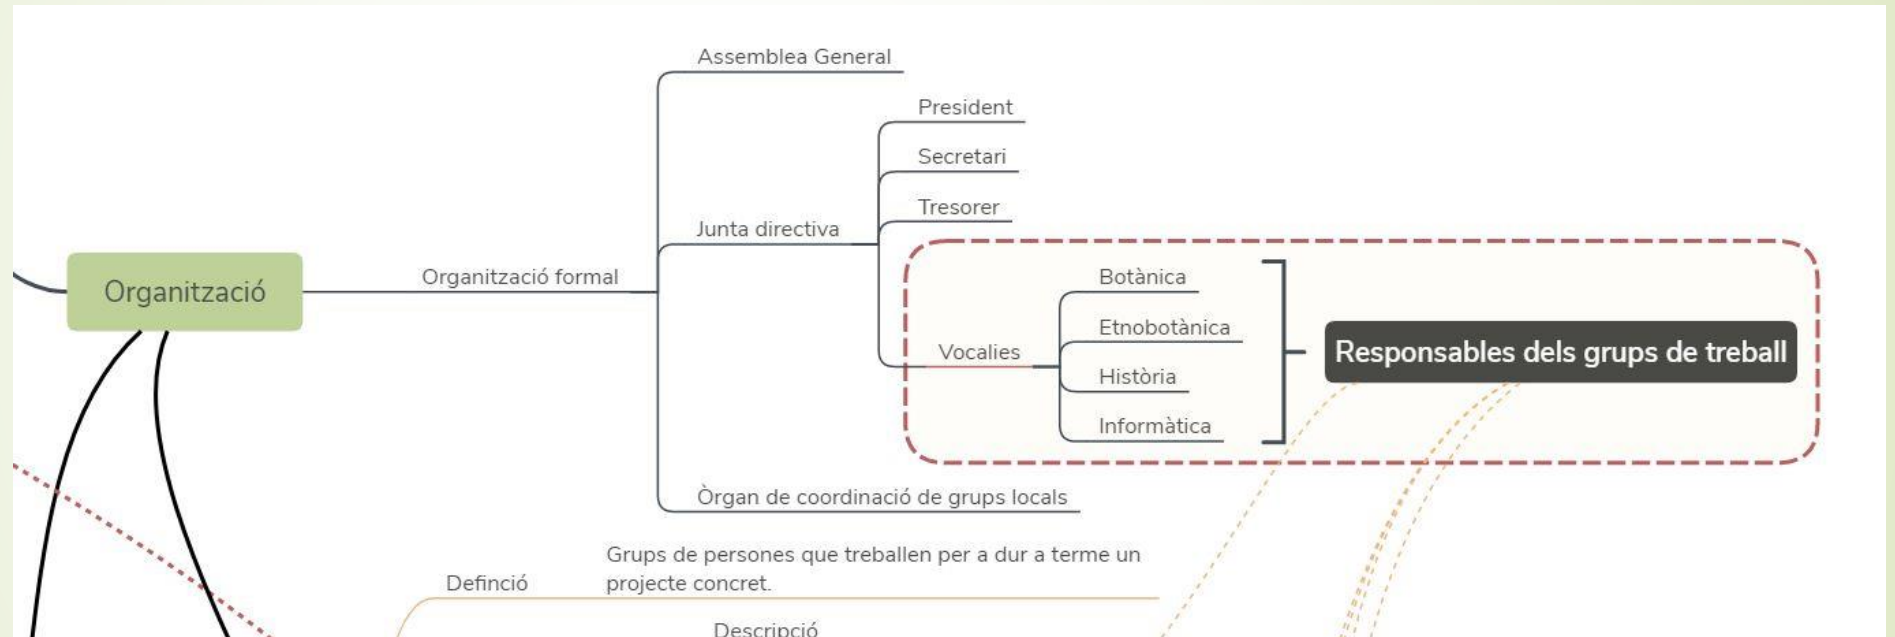 Assemblea General
President
Secretari
Tresorer
Junta directiva
Organització
Organització formal
Botànica
Etnobotànica
Vocalies
Història
Informàtica
Responsables dels grups de treball
Òrgan de coordinació de grups locals
Grups de persones que treballen per a dur a terme un
projecte concret.
Definció
Descripció